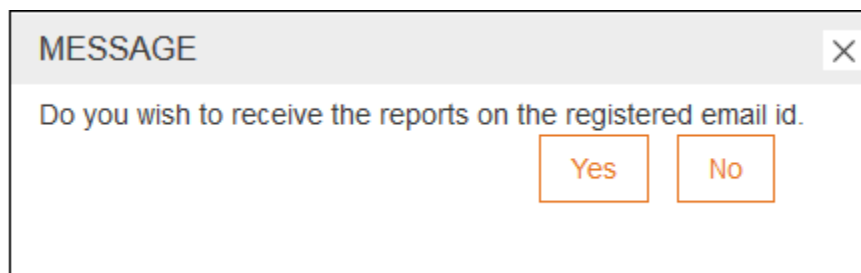 MESSAGE
Do you wish to receive the reports on the registered email id.
Yes No